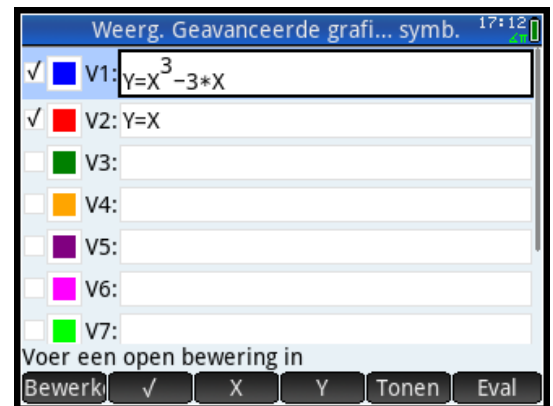 Weerg. Geavanceerde grafi... symb. 17:12
∠π
√ V1: Y=X³−3*X
√ V2: Y=X
V3:
V4:
V5:
V6:
V7:
Voer een open bewering in
Bewerk √ X Y Tonen Eval